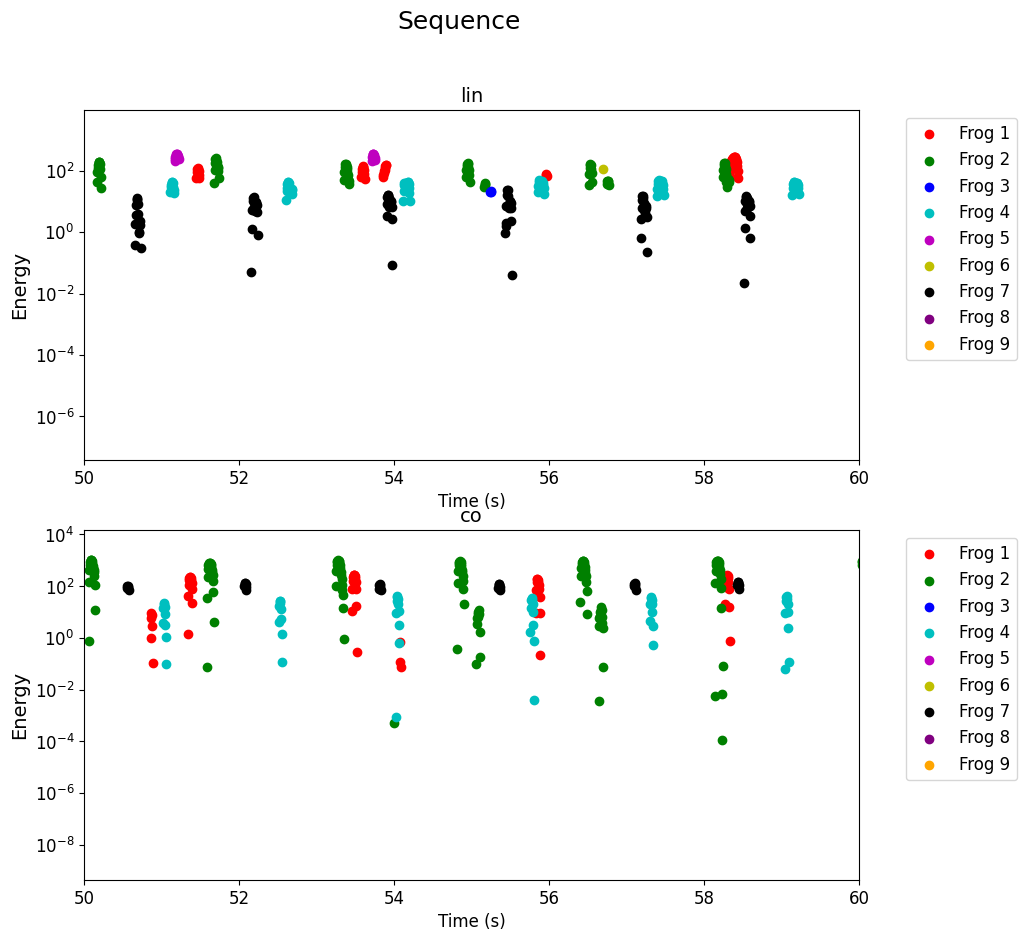 Sequence
lin
Energy
10^2
10^0
10^-2
10^-4
10^-6
50 52 54 56 58 60
Time (s)
Frog 1
Frog 2
Frog 3
Frog 4
Frog 5
Frog 6
Frog 7
Frog 8
Frog 9
co
Energy
10^4
10^2
10^0
10^-2
10^-4
10^-6
10^-8
50 52 54 56 58 60
Time (s)
Frog 1
Frog 2
Frog 3
Frog 4
Frog 5
Frog 6
Frog 7
Frog 8
Frog 9